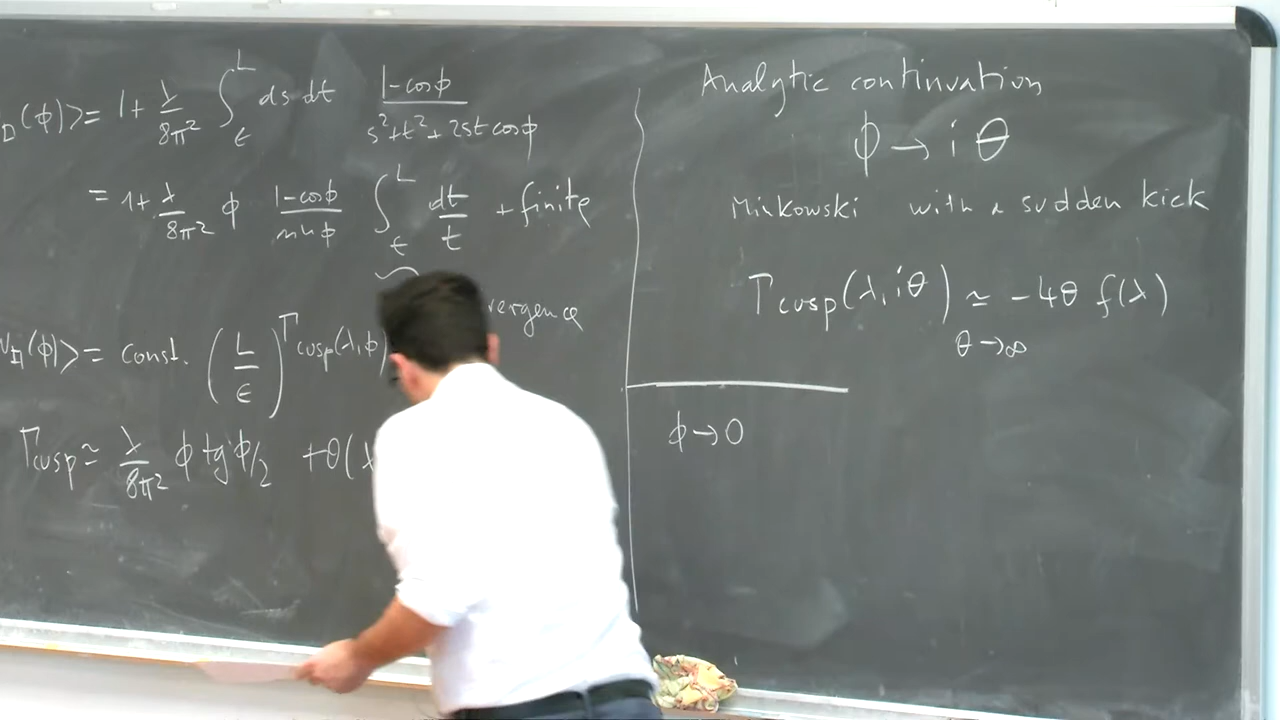 (φ)> = 1 + λ/8π² ∫_ϵ^L ds dt (1-cosφ)/(s²+t²+2st cosφ)
= 1 + λ/8π² φ (1-cosφ)/(sinφ) ∫_ϵ^L dt/t + finite
vergence
(φ)> = const. (L/ϵ)^Γcusp(λ,φ)
Γcusp ≃ λ/8π² φ tg φ/2 + O(λ
Analytic continuation
φ → iθ
Minkowski with a sudden kick
Γcusp(λ, iθ) ≃ -4θ f(λ)
θ→∞
φ → 0